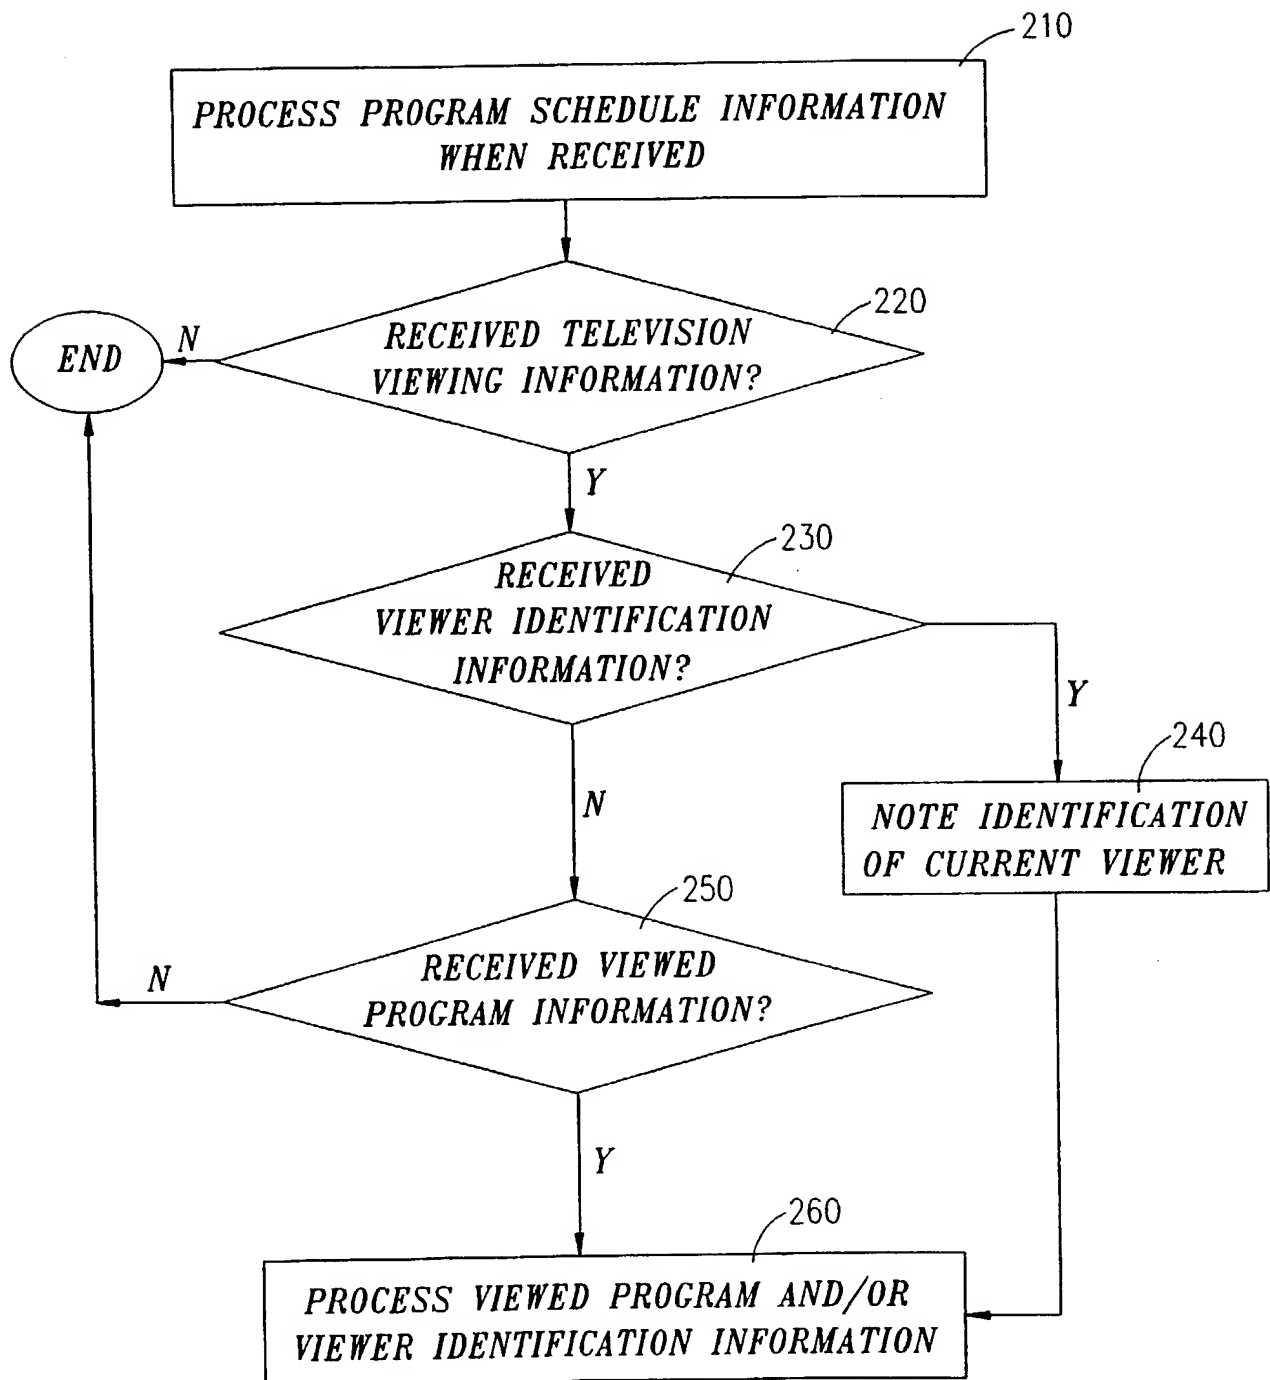 210
PROCESS PROGRAM SCHEDULE INFORMATION
WHEN RECEIVED
220
RECEIVED TELEVISION
VIEWING INFORMATION?
N
END
Y
230
RECEIVED
VIEWER IDENTIFICATION
INFORMATION?
Y
240
NOTE IDENTIFICATION
OF CURRENT VIEWER
N
250
RECEIVED VIEWED
PROGRAM INFORMATION?
N
Y
260
PROCESS VIEWED PROGRAM AND/OR
VIEWER IDENTIFICATION INFORMATION